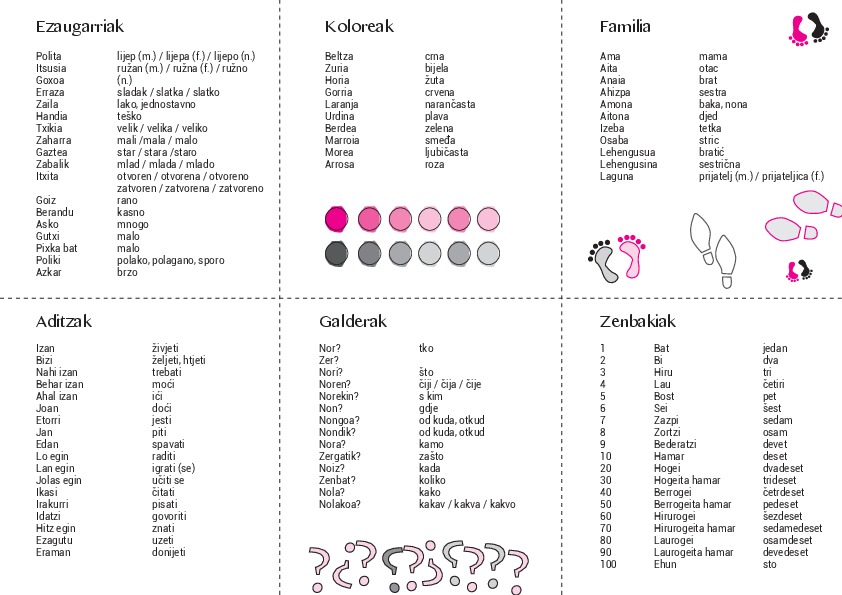 Ezaugarriak
Polita lijep (m.) / lijepa (f.) / lijepo (n.)
Itsusia ružan (m.) / ružna (f.) / ružno
Goxoa (n.)
Erraza sladak / slatka / slatko
Zaila lako, jednostavno
Handia teško
Txikia velik / velika / veliko
Zaharra mali /mala / malo
Gaztea star / stara /staro
Zabalik mlad / mlada / mlado
Itxita otvoren / otvorena / otvoreno
zatvoren / zatvorena / zatvoreno
Goiz rano
Berandu kasno
Asko mnogo
Gutxi malo
Pixka bat malo
Poliki polako, polagano, sporo
Azkar brzo
Koloreak
Beltza crna
Zuria bijela
Horia žuta
Gorria crvena
Laranja narančasta
Urdina plava
Berdea zelena
Marroia smeđa
Morea ljubičasta
Arrosa roza
Familia
Ama mama
Aita otac
Anaia brat
Ahizpa sestra
Amona baka, nona
Aitona djed
Izeba tetka
Osaba stric
Lehengusua bratić
Lehengusina sestrična
Laguna prijatelj (m.) / prijateljica (f.)
Aditzak
Izan živjeti
Bizi željeti, htjeti
Nahi izan trebati
Behar izan moći
Ahal izan ići
Joan doći
Etorri jesti
Jan piti
Edan spavati
Lo egin raditi
Lan egin igrati (se)
Jolas egin učiti se
Ikasi čitati
Irakurri pisati
Idatzi govoriti
Hitz egin znati
Ezagutu uzeti
Eraman donijeti
Galderak
Nor? tko
Zer?
Nori? što
Noren? čiji / čija / čije
Norekin? s kim
Non? gdje
Nongoa? od kuda, otkud
Nondik? od kuda, otkud
Nora? kamo
Zergatik? zašto
Noiz? kada
Zenbat? koliko
Nola? kako
Nolakoa? kakav / kakva / kakvo
Zenbakiak
1 Bat jedan
2 Bi dva
3 Hiru tri
4 Lau četiri
5 Bost pet
6 Sei šest
7 Zazpi sedam
8 Zortzi osam
9 Bederatzi devet
10 Hamar deset
20 Hogei dvadeset
30 Hogeita hamar trideset
40 Berrogei četrdeset
50 Berrogeita hamar pedeset
60 Hirurogei šezdeset
70 Hirurogeita hamar sedamedeset
80 Laurogei osamdeset
90 Laurogeita hamar devedeset
100 Ehun sto